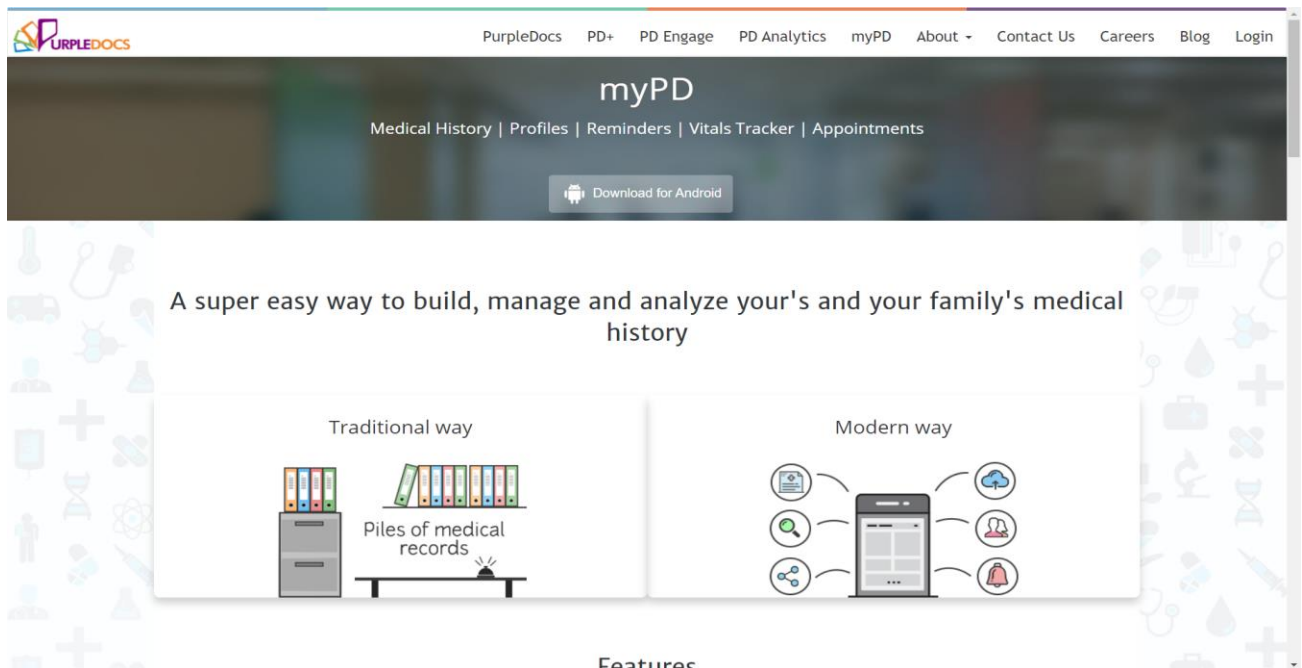 PURPLEDOCS
PurpleDocs PD+ PD Engage PD Analytics myPD About Contact Us Careers Blog Login
myPD
Medical History | Profiles | Reminders | Vitals Tracker | Appointments
Download for Android
A super easy way to build, manage and analyze your's and your family's medical
history
Traditional way
Piles of medical
records
Modern way
Features